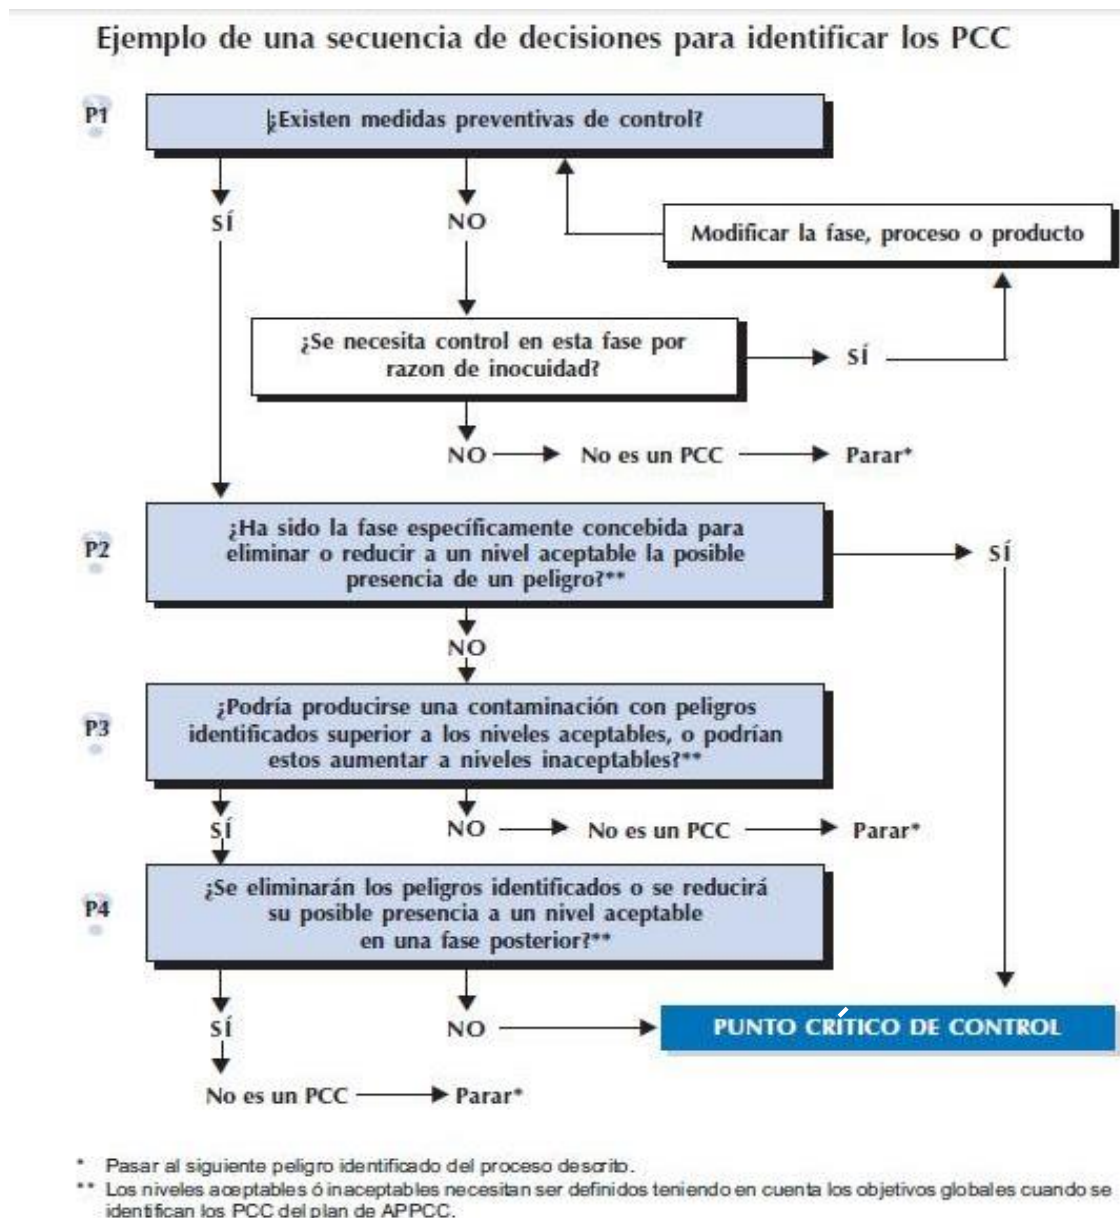 Ejemplo de una secuencia de decisiones para identificar los PCC
P1
¿Existen medidas preventivas de control?
SÍ
NO
Modificar la fase, proceso o producto
¿Se necesita control en esta fase por
razon de inocuidad?
SÍ
NO
No es un PCC
Parar*
P2
¿Ha sido la fase específicamente concebida para
eliminar o reducir a un nivel aceptable la posible
presencia de un peligro?**
SÍ
NO
P3
¿Podría producirse una contaminación con peligros
identificados superior a los niveles aceptables, o podrían
estos aumentar a niveles inaceptables?**
SÍ
NO
No es un PCC
Parar*
P4
¿Se eliminarán los peligros identificados o se reducirá
su posible presencia a un nivel aceptable
en una fase posterior?**
SÍ
NO
PUNTO CRÍTICO DE CONTROL
No es un PCC
Parar*
* Pasar al siguiente peligro identificado del proceso descrito.
** Los niveles aceptables ó inaceptables necesitan ser definidos teniendo en cuenta los objetivos globales cuando se
identifican los PCC del plan de APPCC.